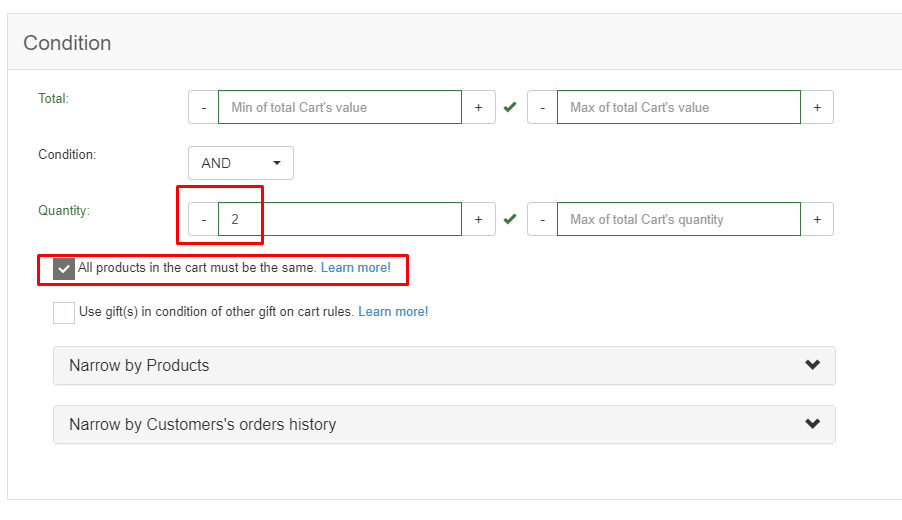 Condition
Total: - Min of total Cart's value + - Max of total Cart's value +
Condition: AND
Quantity: - 2 + - Max of total Cart's quantity +
All products in the cart must be the same. Learn more!
Use gift(s) in condition of other gift on cart rules. Learn more!
Narrow by Products
Narrow by Customers's orders history